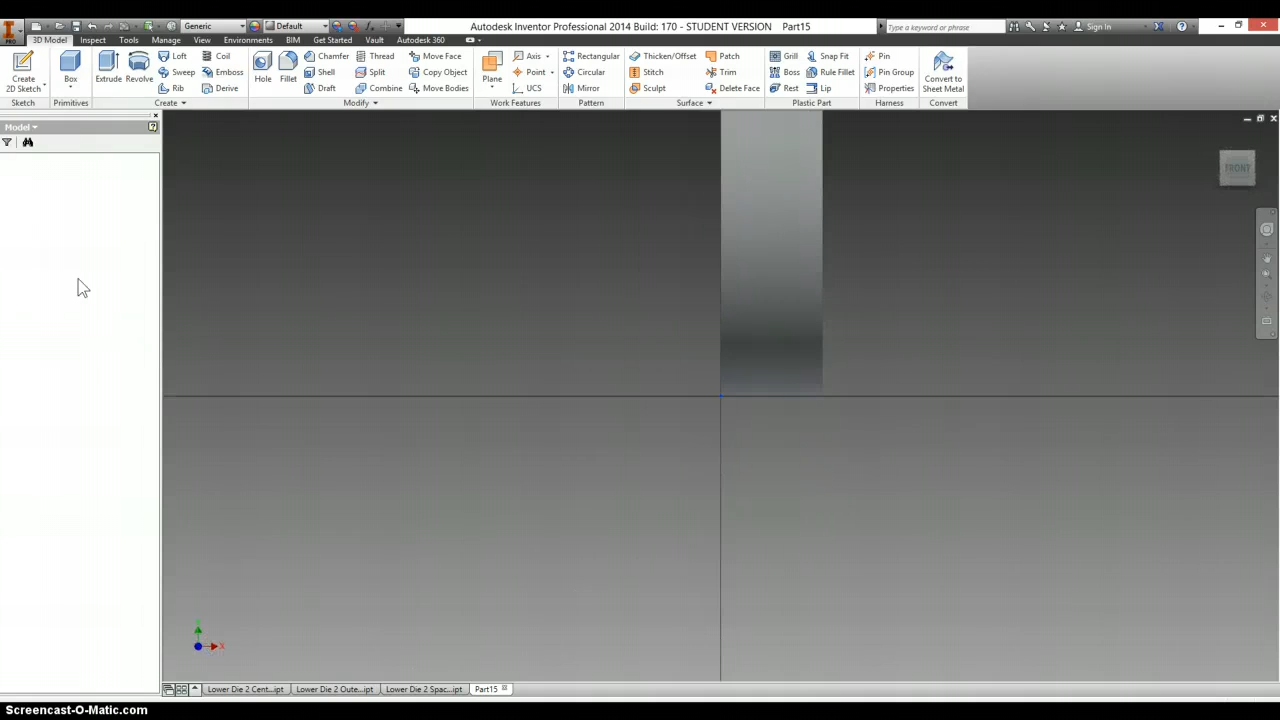 PRO
Generic
Default
Autodesk Inventor Professional 2014 Build: 170 - STUDENT VERSION Part15
Type a keyword or phrase
Sign In
3D Model Inspect Tools Manage View Environments BIM Get Started Vault Autodesk 360
Create
2D Sketch
Sketch
Box
Primitives
Extrude Revolve
Loft
Sweep
Rib
Coil
Emboss
Derive
Create
Hole Fillet
Chamfer
Shell
Draft
Thread
Split
Combine
Move Face
Copy Object
Move Bodies
Modify
Plane
Axis
Point
UCS
Work Features
Rectangular
Circular
Mirror
Pattern
Thicken/Offset
Stitch
Sculpt
Patch
Trim
Delete Face
Surface
Grill
Boss
Rest
Snap Fit
Rule Fillet
Lip
Plastic Part
Pin
Pin Group
Properties
Harness
Convert to
Sheet Metal
Convert
Model
FRONT
X
Lower Die 2 Cent...ipt
Lower Die 2 Oute...ipt
Lower Die 2 Spac...ipt
Part15
Screencast-O-Matic.com